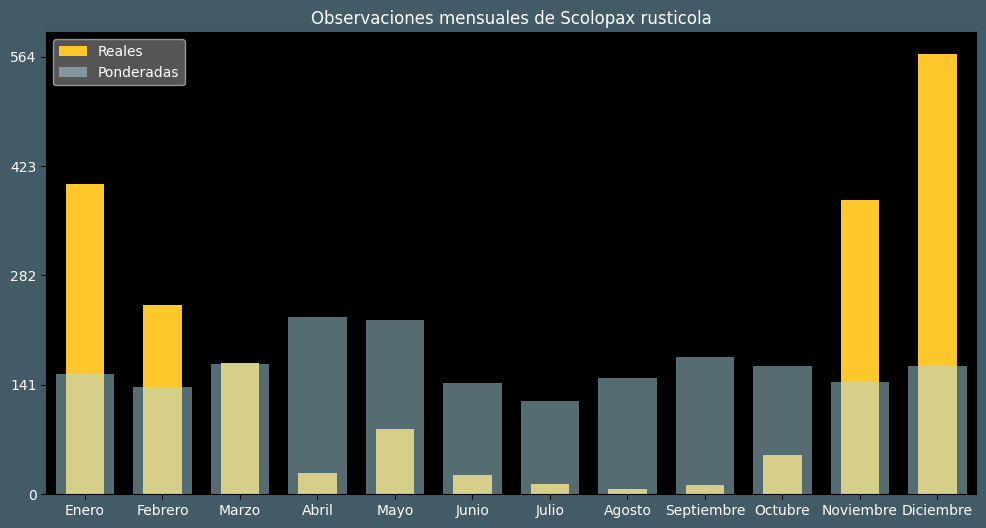 Observaciones mensuales de Scolopax rusticola
Reales
Ponderadas
564
423
282
141
0
Enero Febrero Marzo Abril Mayo Junio Julio Agosto Septiembre Octubre Noviembre Diciembre